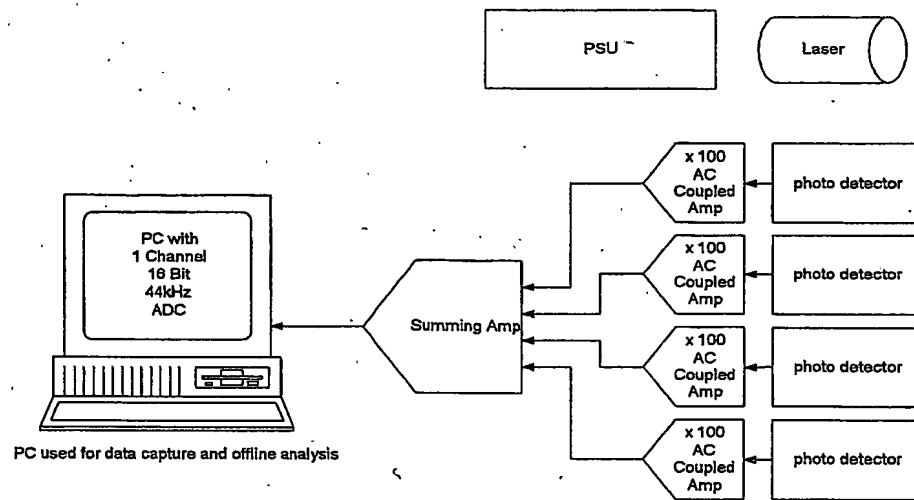 PSU
Laser
x 100
AC
Coupled
Amp
photo detector
x 100
AC
Coupled
Amp
photo detector
PC with
1 Channel
16 Bit
44kHz
ADC
Summing Amp
x 100
AC
Coupled
Amp
photo detector
x 100
AC
Coupled
Amp
photo detector
PC used for data capture and offline analysis